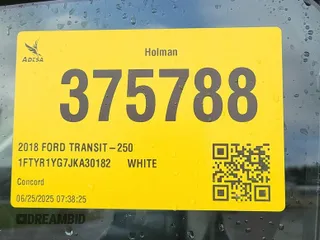 Holman
ADESA
375788
2018 FORD TRANSIT-250
1FTYR1YG7JKA30182 WHITE
Concord
06/25/2025 07:38:25
DREAMBID